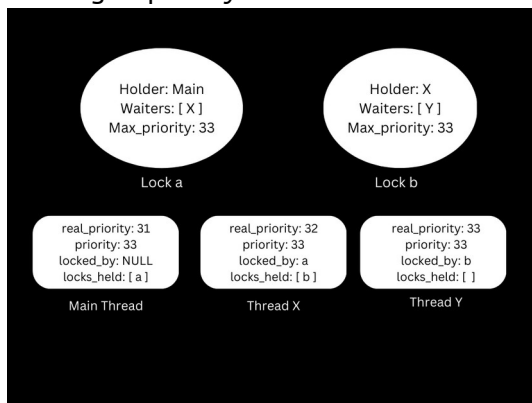 Holder: Main
Waiters: [ X ]
Max_priority: 33
Holder: X
Waiters: [ Y ]
Max_priority: 33
Lock a
Lock b
real_priority: 31
priority: 33
locked_by: NULL
locks_held: [ a ]
real_priority: 32
priority: 33
locked_by: a
locks_held: [ b ]
real_priority: 33
priority: 33
locked_by: b
locks_held: [ ]
Main Thread
Thread X
Thread Y